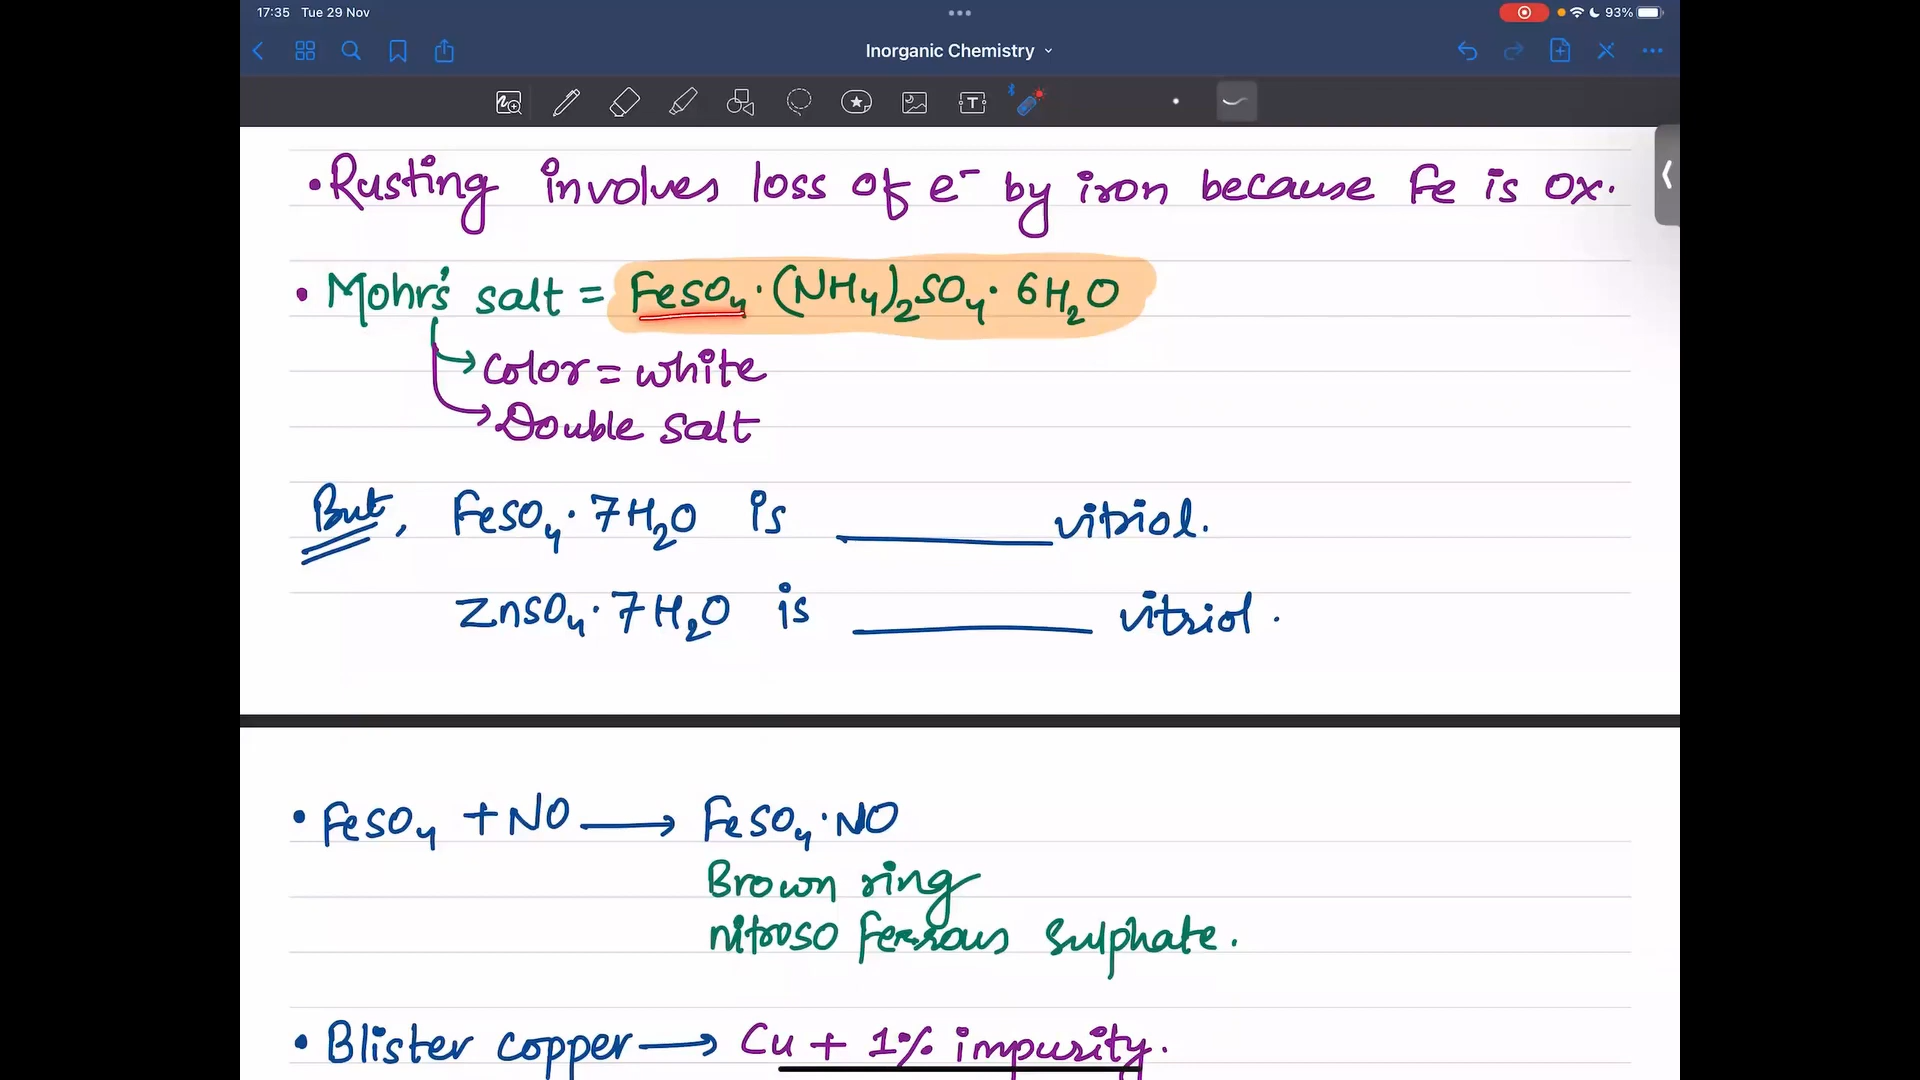 17:35 Tue 29 Nov
93%
Inorganic Chemistry
T
• Rusting involves loss of e⁻ by iron because Fe is ox.
• Mohr's salt = FeSO₄·(NH₄)₂SO₄·6H₂O
→ Color = white
→ Double salt
But, FeSO₄·7H₂O is ______ vitriol.
ZnSO₄·7H₂O is ______ vitriol.
• FeSO₄ + NO ⟶ FeSO₄·NO
Brown ring
nitroso ferrous sulphate.
• Blister copper ⟶ Cu + 1% impurity.